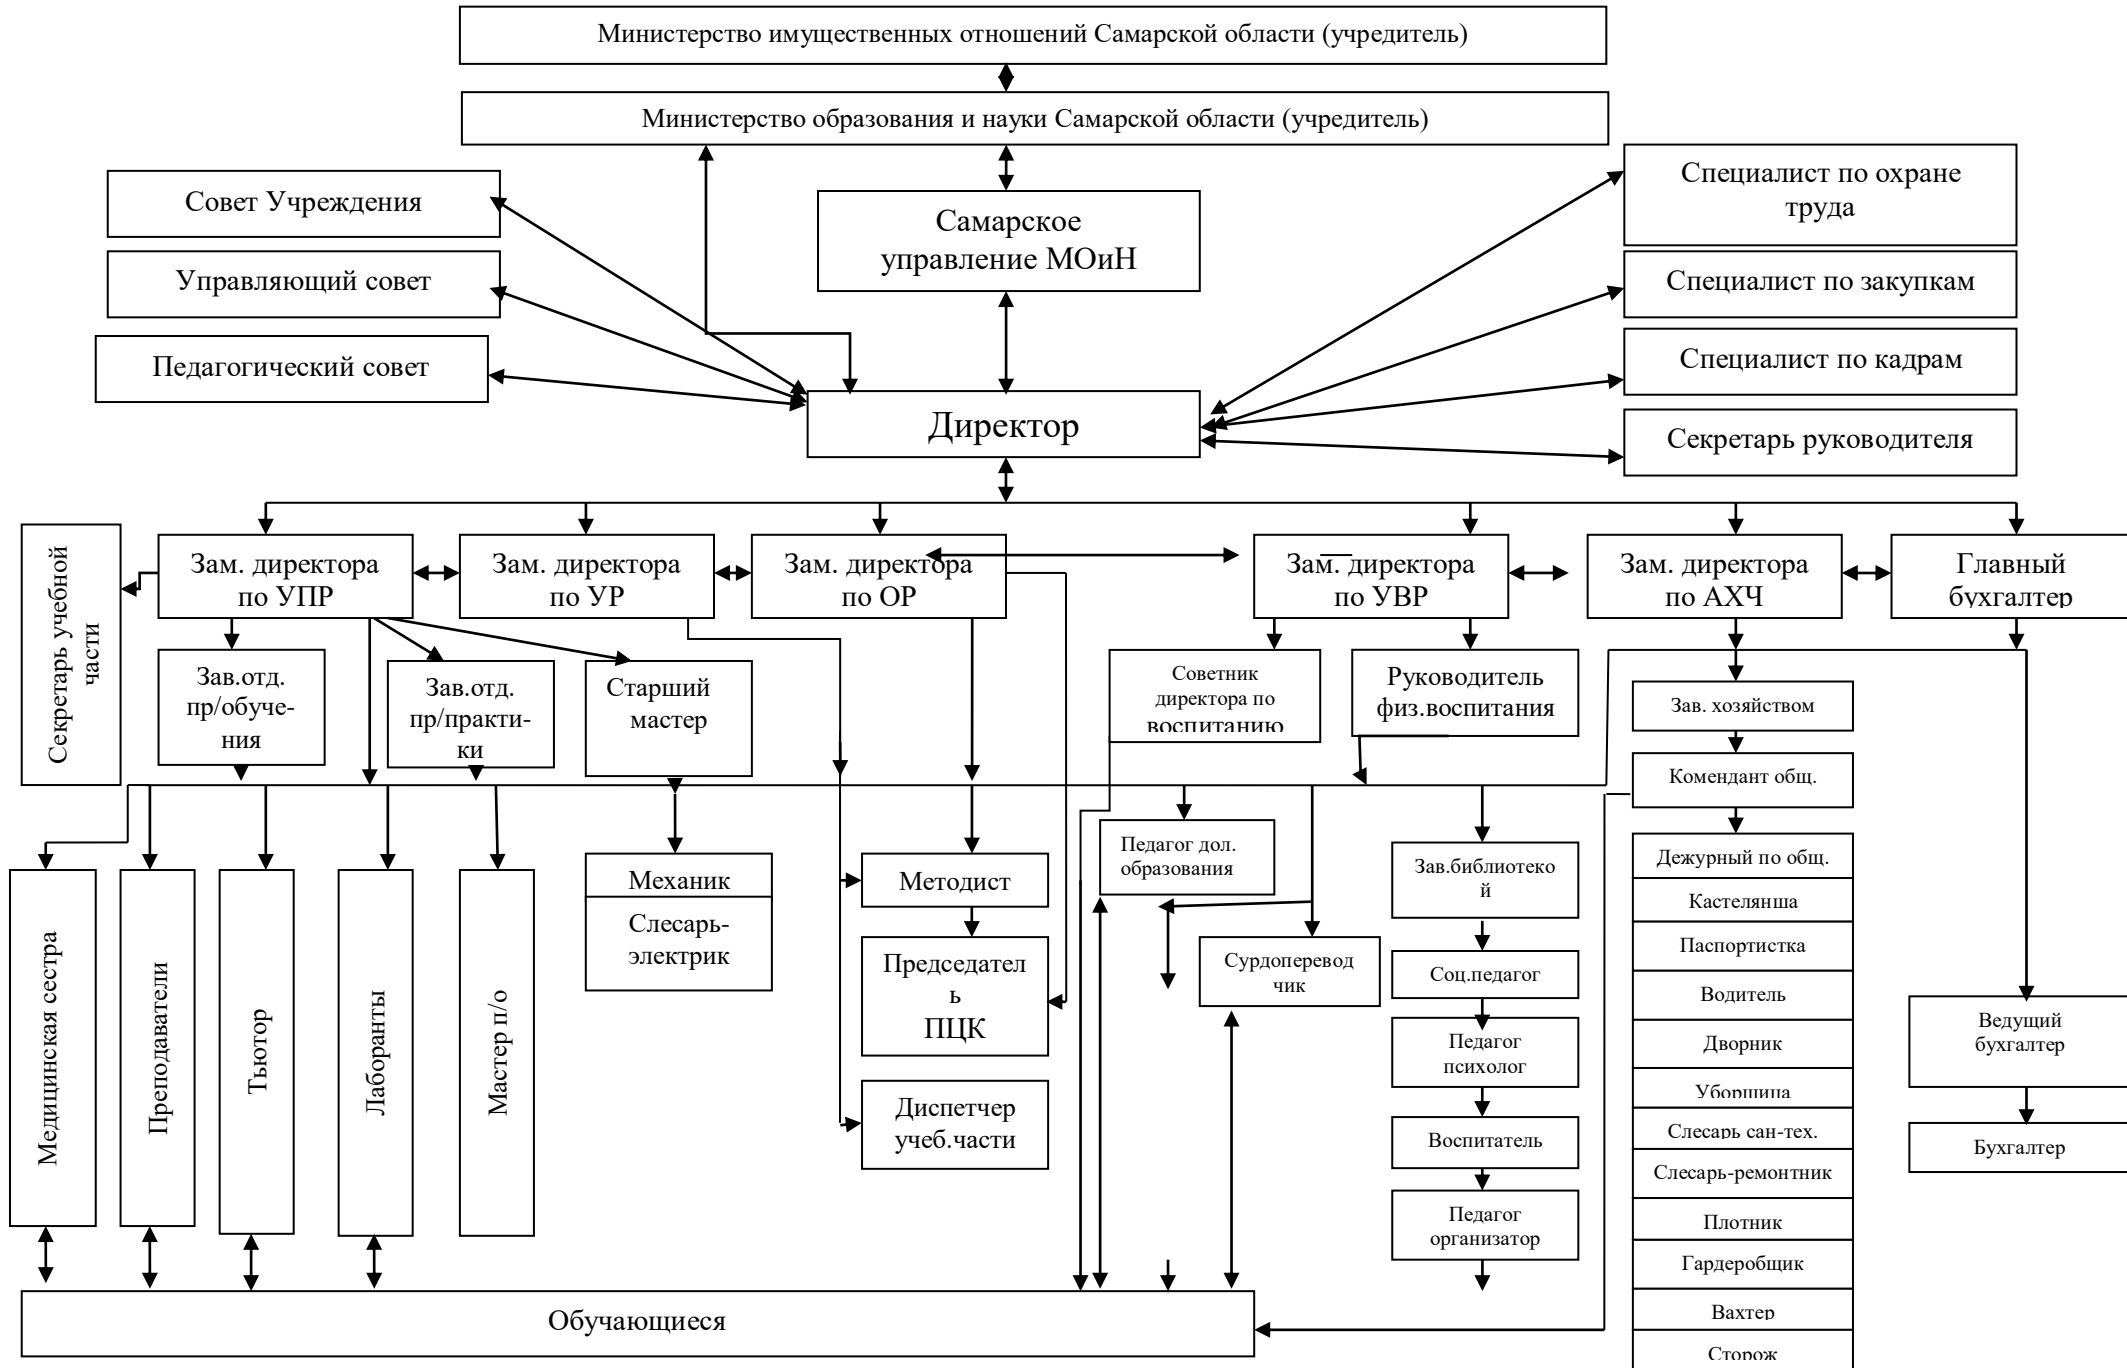 Министерство имущественных отношений Самарской области (учредитель)
Министерство образования и науки Самарской области (учредитель)
Совет Учреждения
Управляющий совет
Педагогический совет
Самарское
управление МОиН
Специалист по охране
труда
Специалист по закупкам
Специалист по кадрам
Секретарь руководителя
Директор
Секретарь учебной
части
Зам. директора
по УПР
Зам. директора
по УР
Зам. директора
по ОР
Зам. директора
по УВР
Зам. директора
по АХЧ
Главный
бухгалтер
Зав.отд.
пр/обуче-
ния
Зав.отд.
пр/практи-
ки
Старший
мастер
Советник
директора по
воспитанию
Руководитель
физ.воспитания
Зав. хозяйством
Комендант общ.
Медицинская сестра
Преподаватели
Тьютор
Лаборанты
Мастер п/о
Механик
Слесарь-
электрик
Методист
Председател
ь
ПЦК
Диспетчер
учеб.части
Педагог дол.
образования
Сурдоперевод
чик
Зав.библиотеко
й
Соц.педагог
Педагог
психолог
Воспитатель
Педагог
организатор
Дежурный по общ.
Кастелянша
Паспортистка
Водитель
Дворник
Уборщица
Слесарь сан-тех.
Слесарь-ремонтник
Плотник
Гардеробщик
Вахтер
Сторож
Ведущий
бухгалтер
Бухгалтер
Обучающиеся